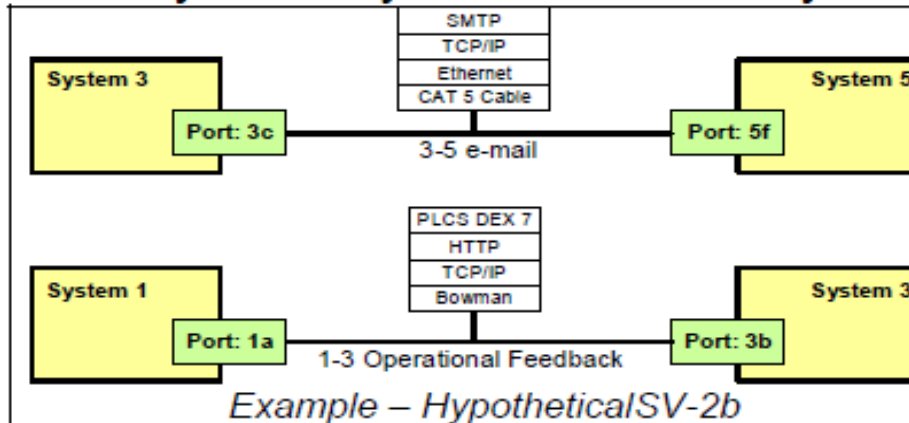 SMTP
TCP/IP
Ethernet
CAT 5 Cable
System 3
System 5
Port: 3c
Port: 5f
3-5 e-mail
PLCS DEX 7
HTTP
TCP/IP
Bowman
System 1
System 3
Port: 1a
Port: 3b
1-3 Operational Feedback
Example – HypotheticalSV-2b